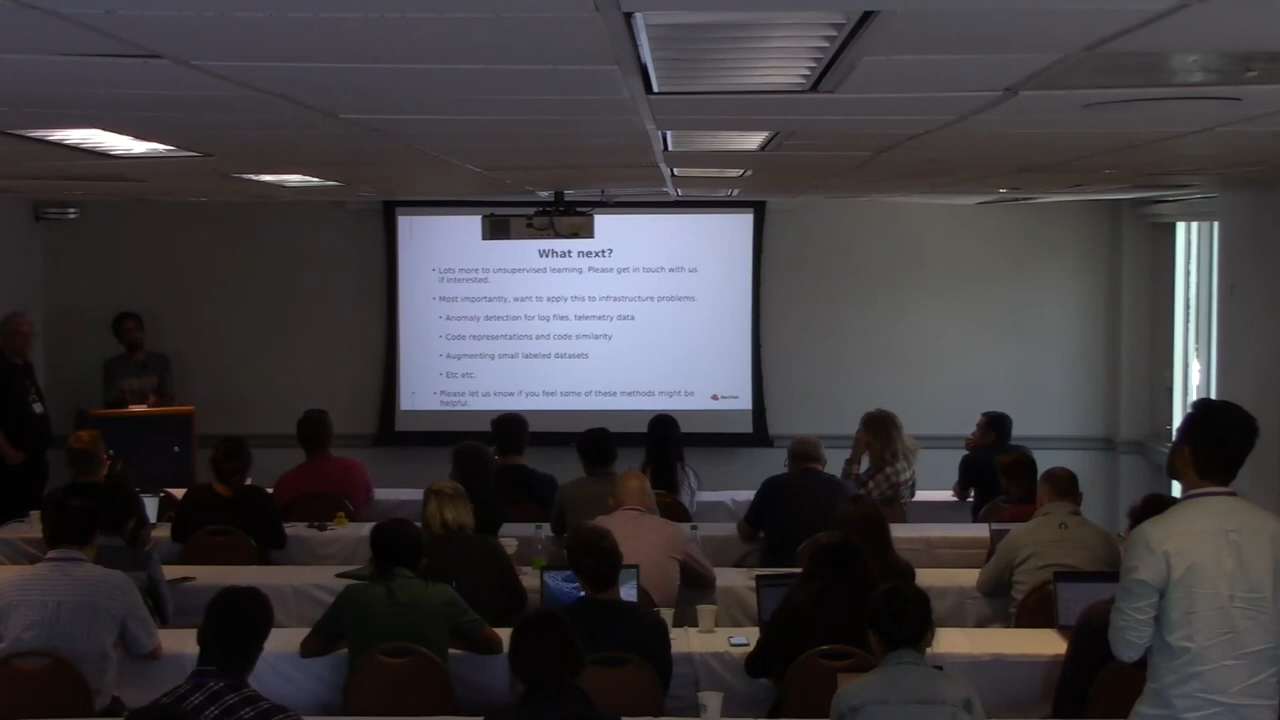 What next?
• Lots more to unsupervised learning. Please get in touch with us
if interested.
• Most importantly, want to apply this to infrastructure problems.
• Anomaly detection for log files, telemetry data
• Code representations and code similarity
• Augmenting small labeled datasets
• Etc etc.
• Please let us know if you feel some of these methods might be
helpful.